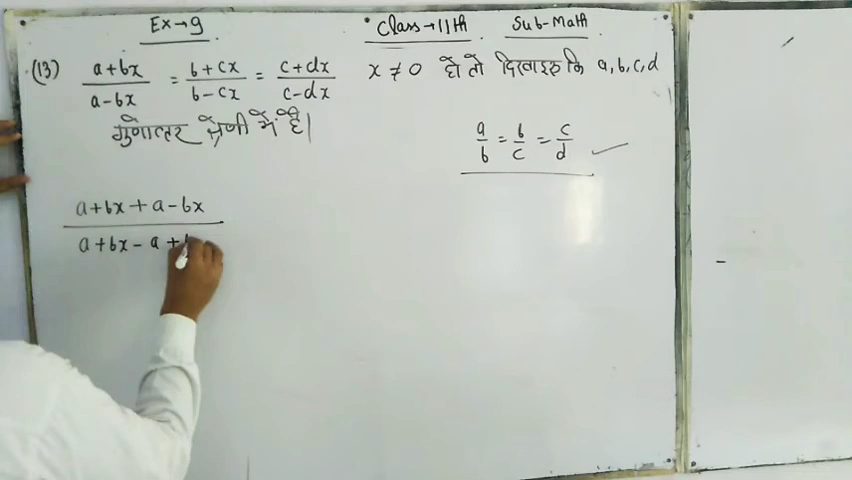 Ex→9 Class→11th Sub-Math
(13) a+bx/a-bx = b+cx/b-cx = c+dx/c-dx x ≠ 0 हो तो दिखाइए कि a,b,c,d
गुणोत्तर श्रेणी में है।
a/b = b/c = c/d ✓
a+bx+a-bx
a+bx-a+b